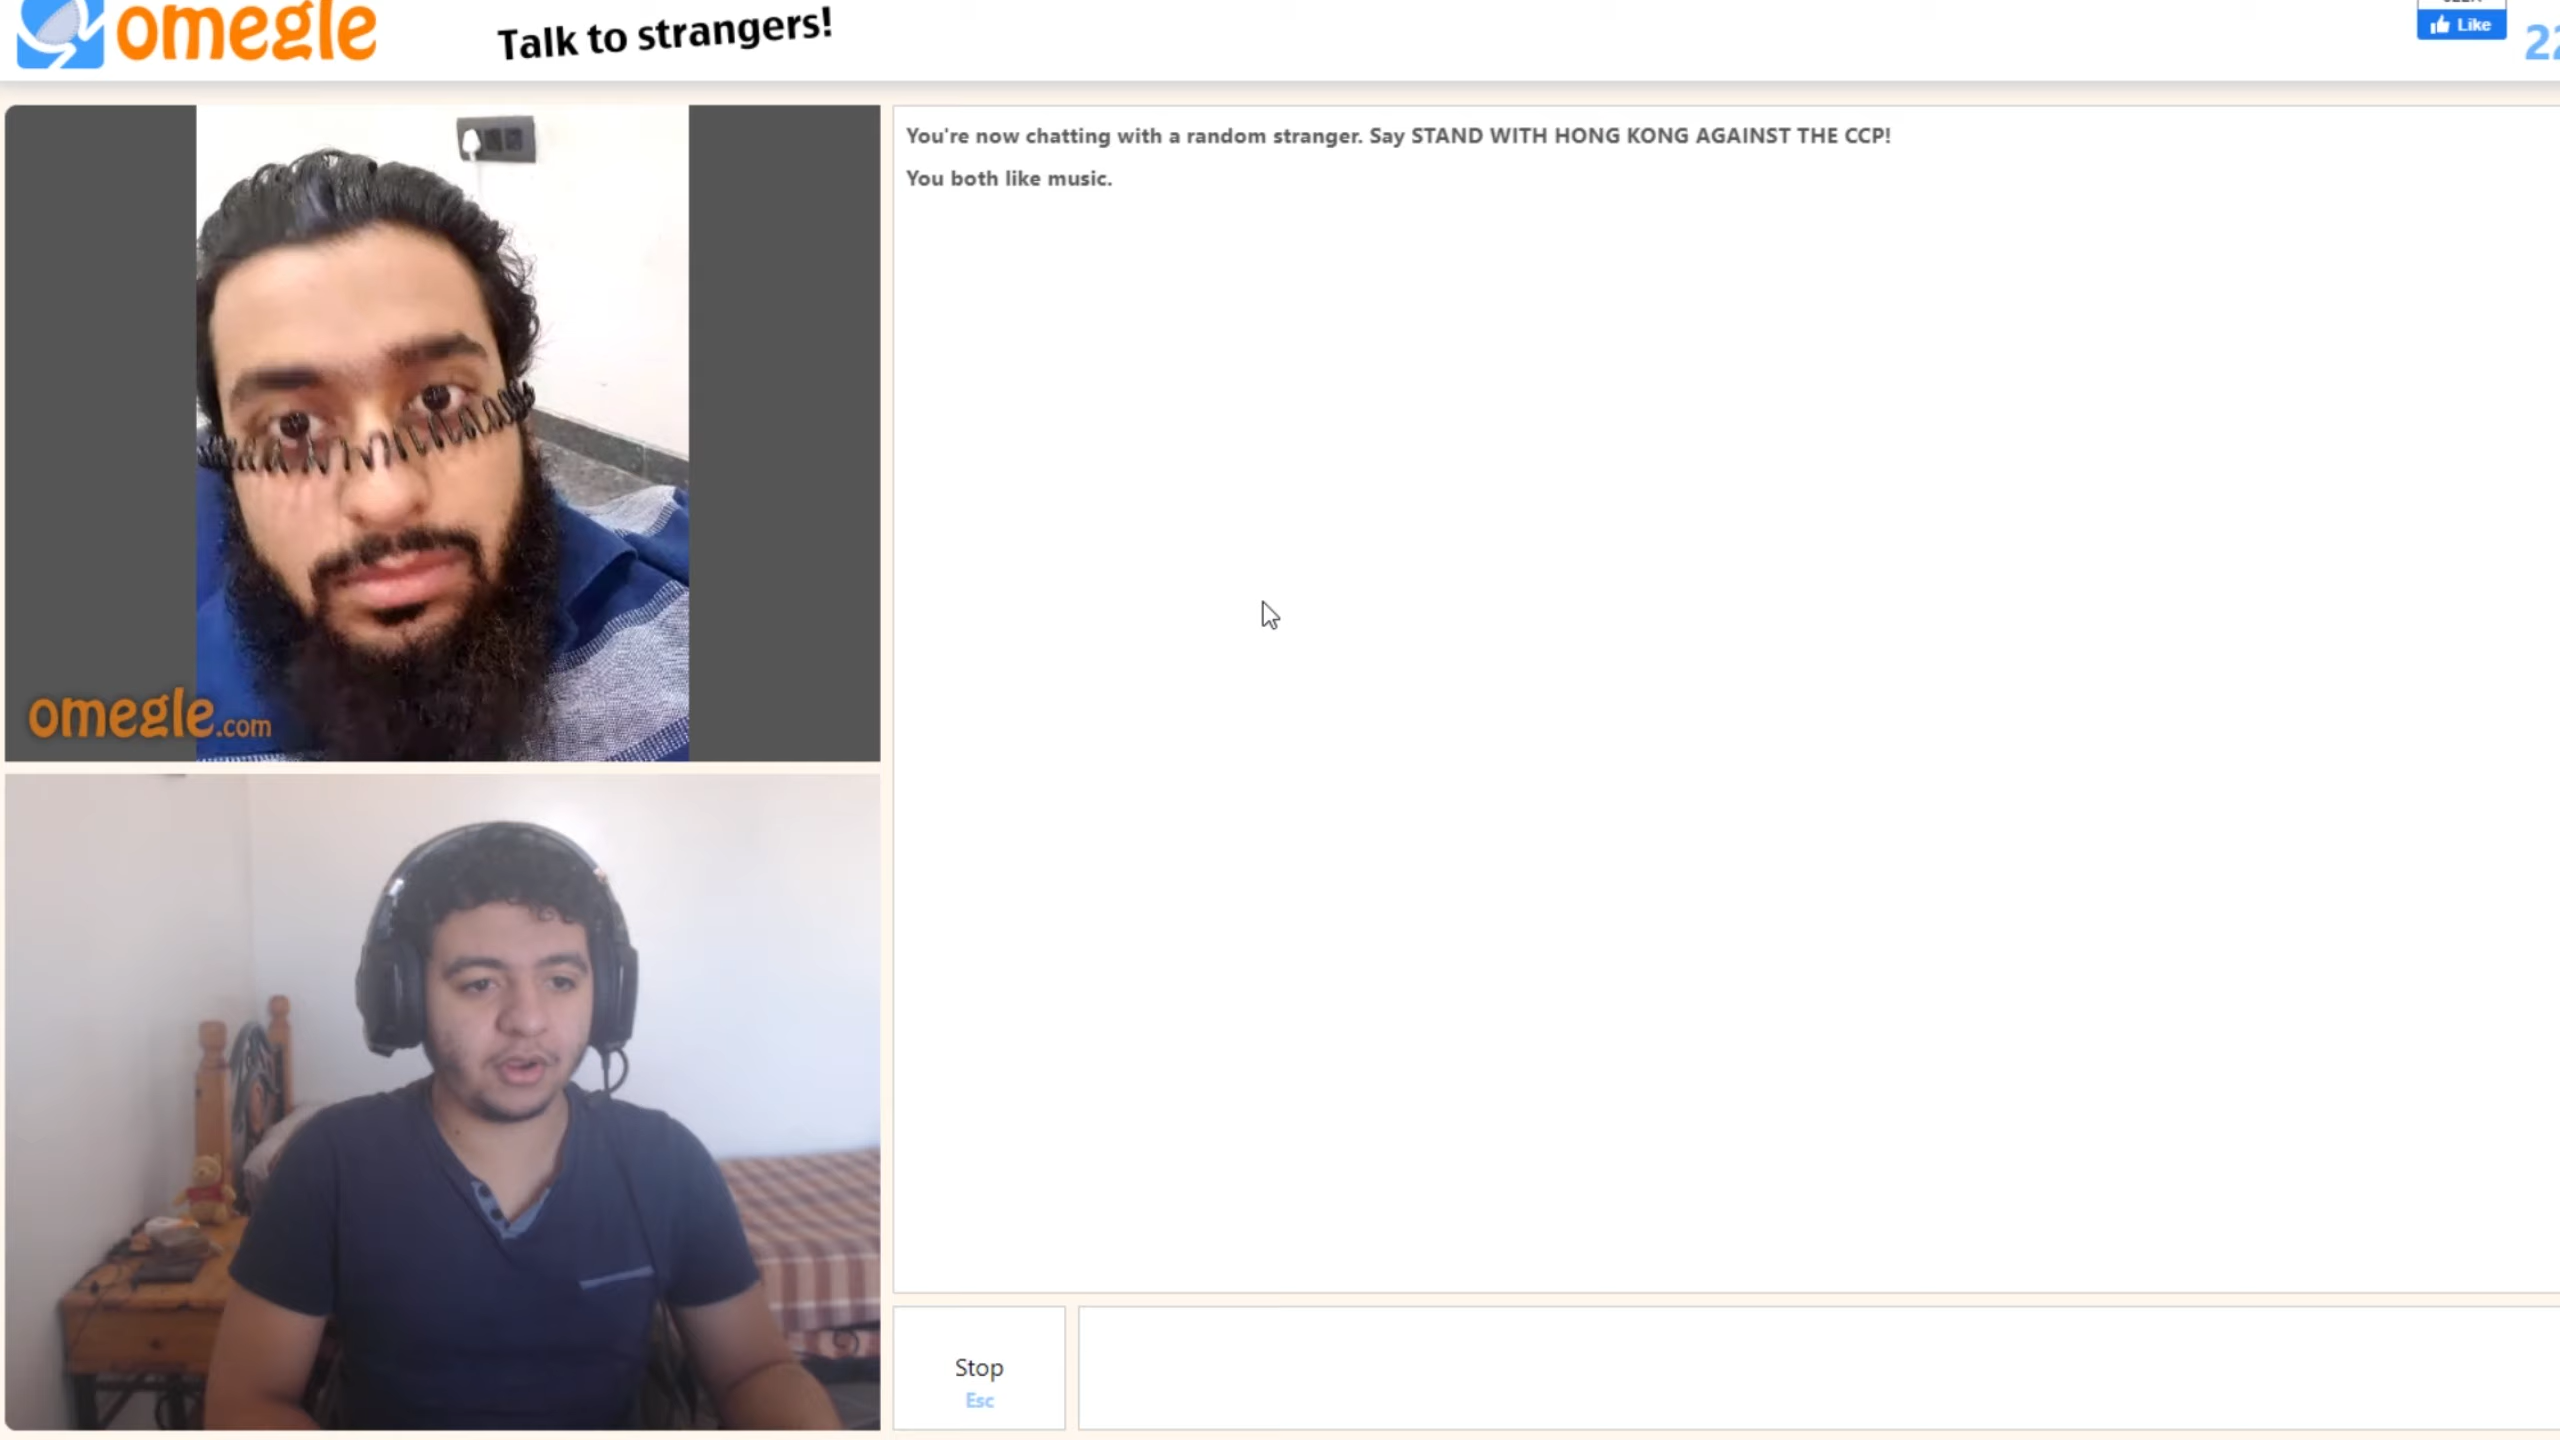 omegle
Talk to strangers!
Like
You're now chatting with a random stranger. Say STAND WITH HONG KONG AGAINST THE CCP!
You both like music.
omegle.com
Stop
Esc